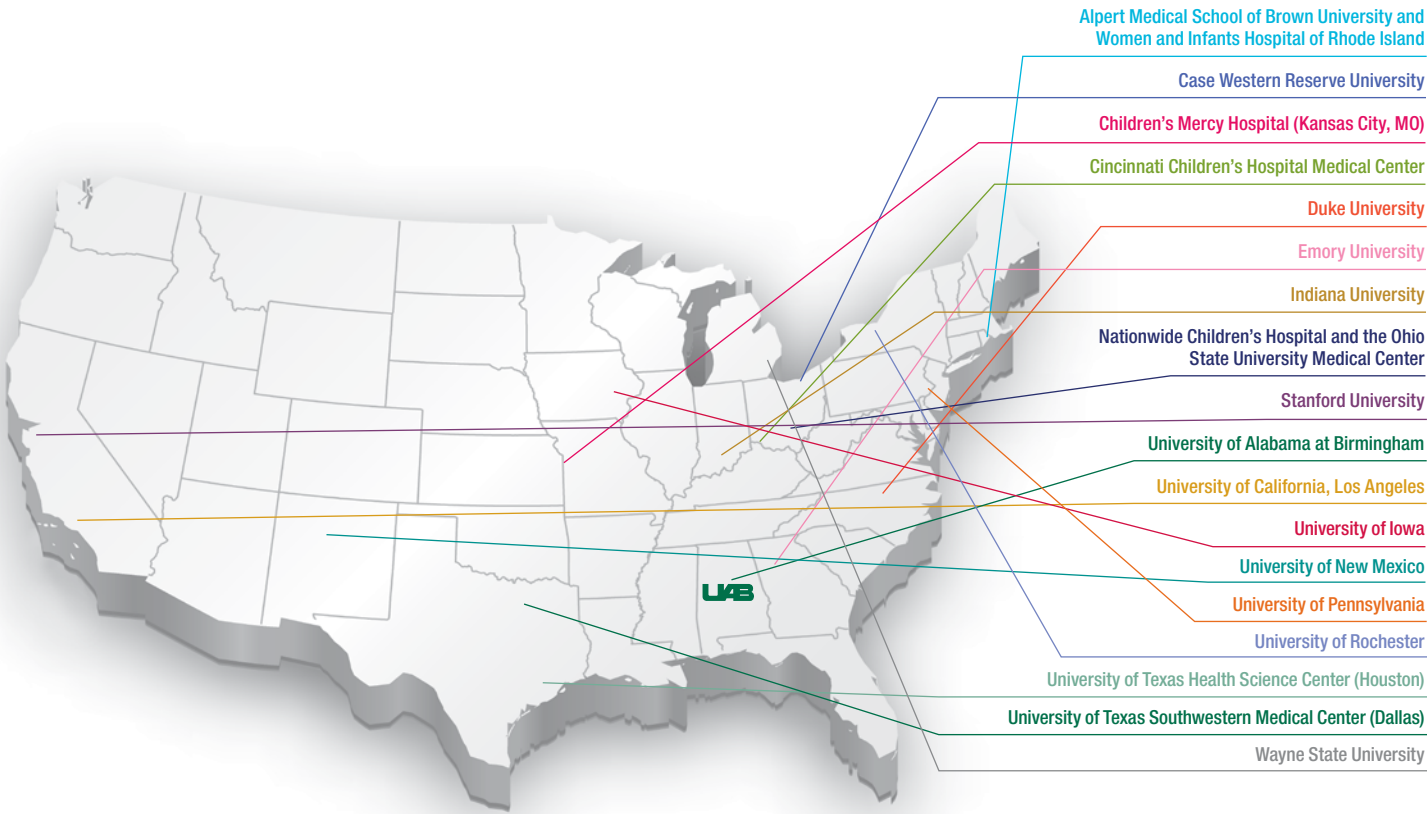 Alpert Medical School of Brown University and
Women and Infants Hospital of Rhode Island
Case Western Reserve University
Children’s Mercy Hospital (Kansas City, MO)
Cincinnati Children’s Hospital Medical Center
Duke University
Emory University
Indiana University
Nationwide Children’s Hospital and the Ohio
State University Medical Center
Stanford University
University of Alabama at Birmingham
University of California, Los Angeles
University of Iowa
University of New Mexico
UAB
University of Pennsylvania
University of Rochester
University of Texas Health Science Center (Houston)
University of Texas Southwestern Medical Center (Dallas)
Wayne State University